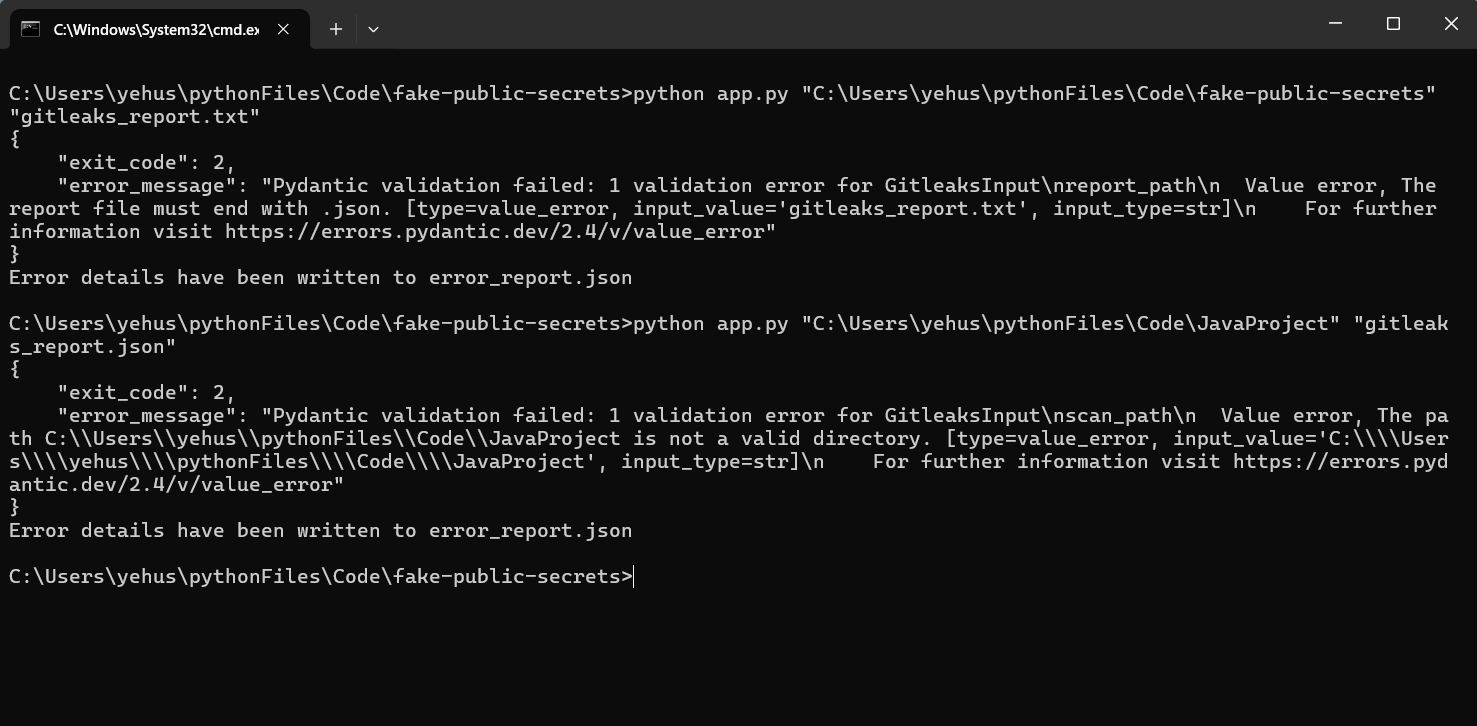 C:\Windows\System32\cmd.ex
C:\Users\yehus\pythonFiles\Code\fake-public-secrets>python app.py "C:\Users\yehus\pythonFiles\Code\fake-public-secrets"
"gitleaks_report.txt"
{
    "exit_code": 2,
    "error_message": "Pydantic validation failed: 1 validation error for GitleaksInput\nreport_path\n  Value error, The
report file must end with .json. [type=value_error, input_value='gitleaks_report.txt', input_type=str]\n    For further
information visit https://errors.pydantic.dev/2.4/v/value_error"
}
Error details have been written to error_report.json
C:\Users\yehus\pythonFiles\Code\fake-public-secrets>python app.py "C:\Users\yehus\pythonFiles\Code\JavaProject" "gitleak
s_report.json"
{
    "exit_code": 2,
    "error_message": "Pydantic validation failed: 1 validation error for GitleaksInput\nscan_path\n  Value error, The pa
th C:\\Users\\yehus\\pythonFiles\\Code\\JavaProject is not a valid directory. [type=value_error, input_value='C:\\\\User
s\\\\yehus\\\\pythonFiles\\\\Code\\\\JavaProject', input_type=str]\n    For further information visit https://errors.pyd
antic.dev/2.4/v/value_error"
}
Error details have been written to error_report.json
C:\Users\yehus\pythonFiles\Code\fake-public-secrets>